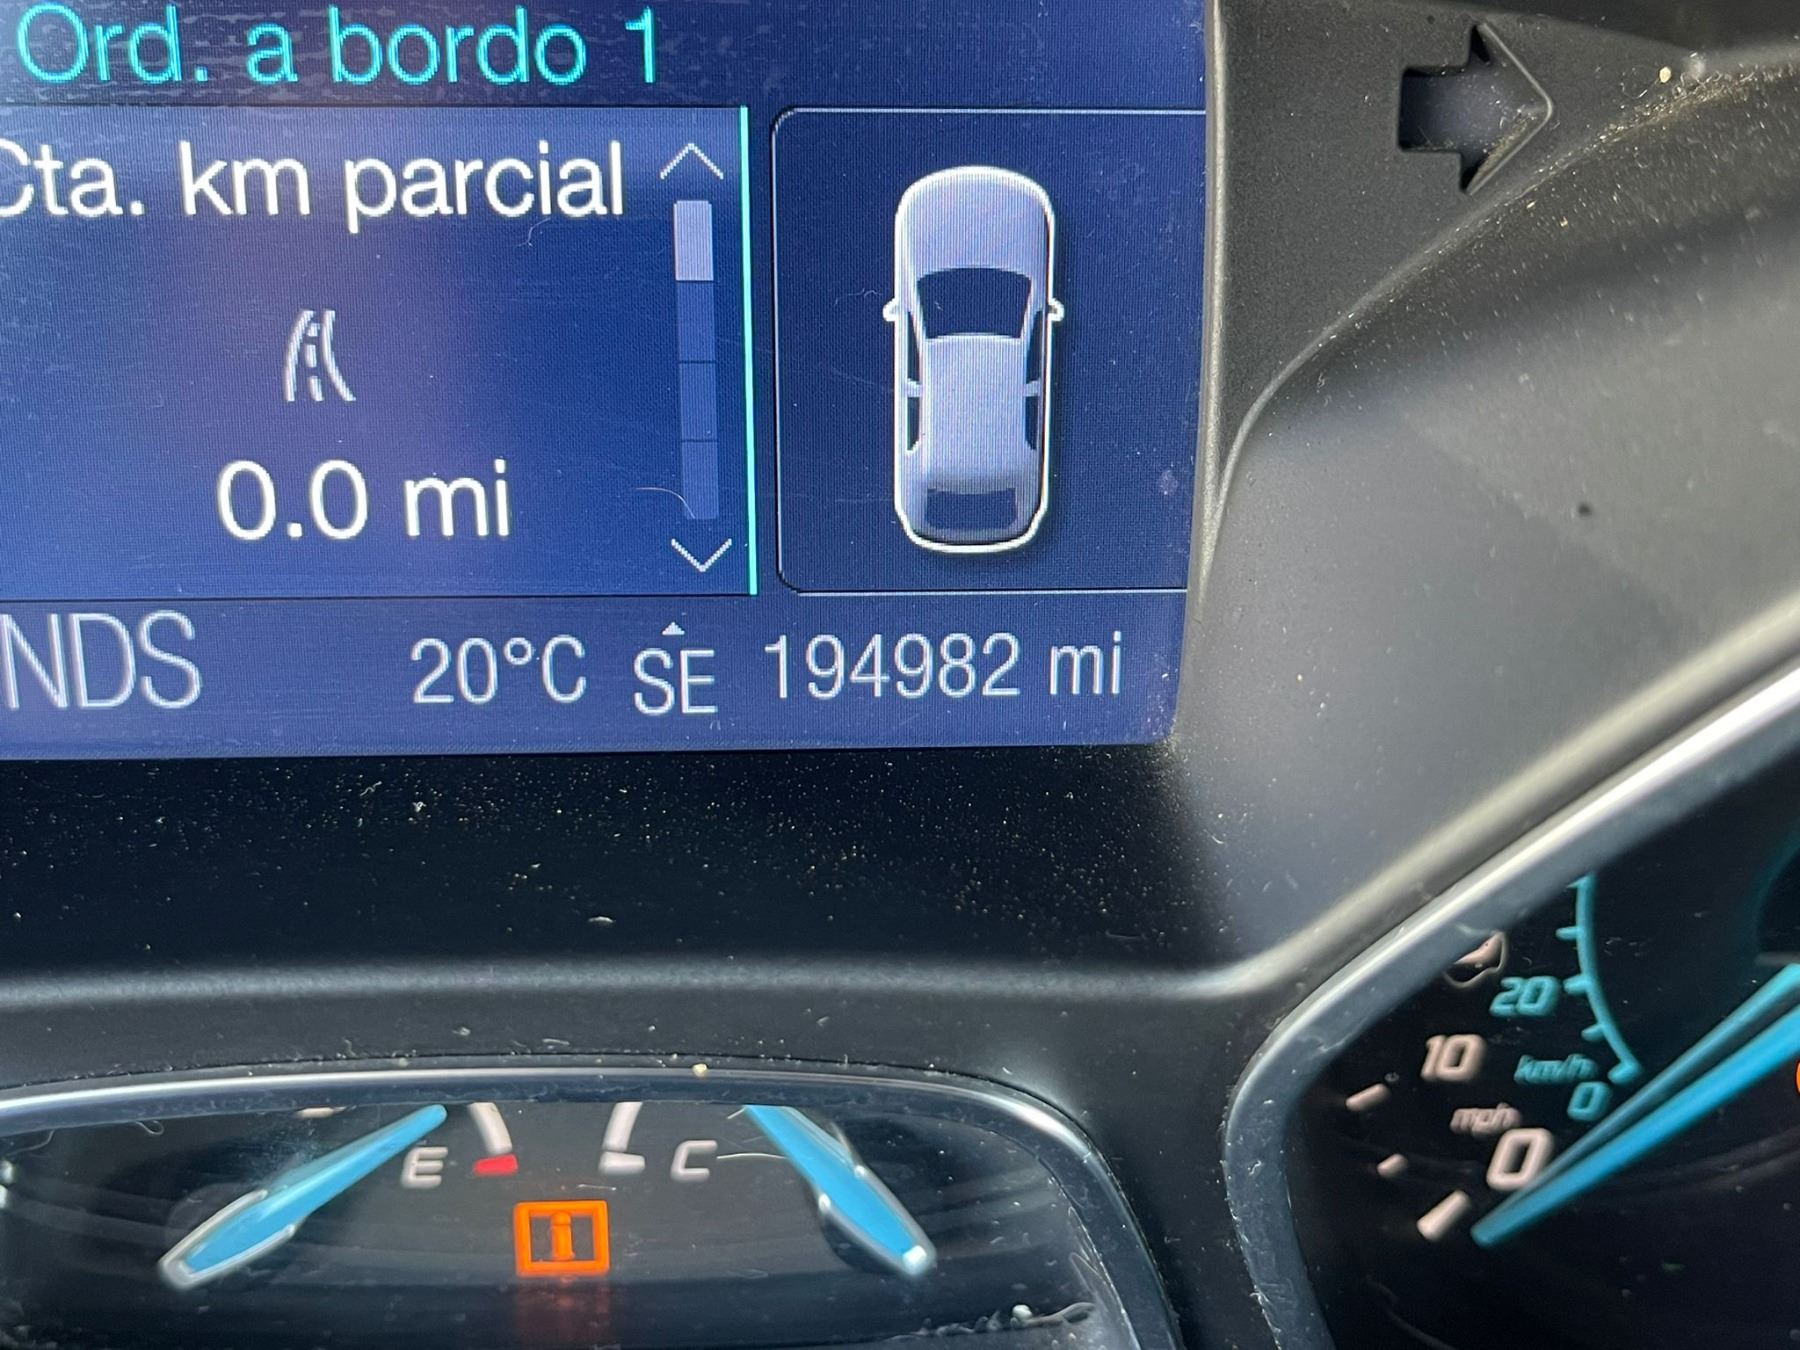 Ord. a bordo 1
Cta. km parcial
0.0 mi
NDS 20°C SE 194982 mi
20
10
km/h
0
mph
0
E C
i